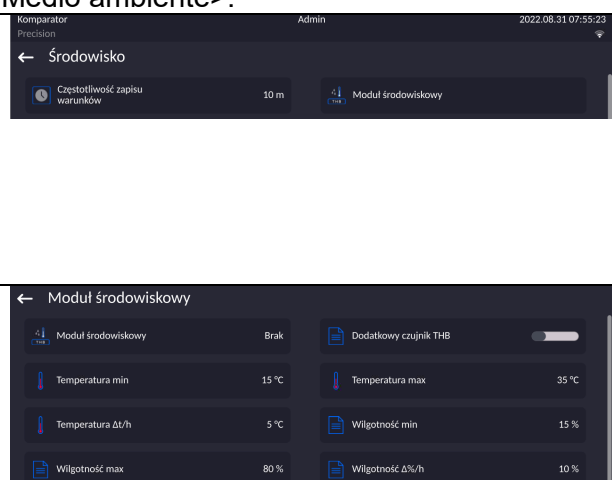 Medio ambiente>.
Komparator Admin 2022.08.31 07:55:23
Precision
← Środowisko
Częstotliwość zapisu warunków 10 m Moduł środowiskowy
← Moduł środowiskowy
Moduł środowiskowy Brak Dodatkowy czujnik THB
Temperatura min 15 °C Temperatura max 35 °C
Temperatura Δt/h 5 °C Wilgotność min 15 %
Wilgotność max 80 % Wilgotność Δ%/h 10 %